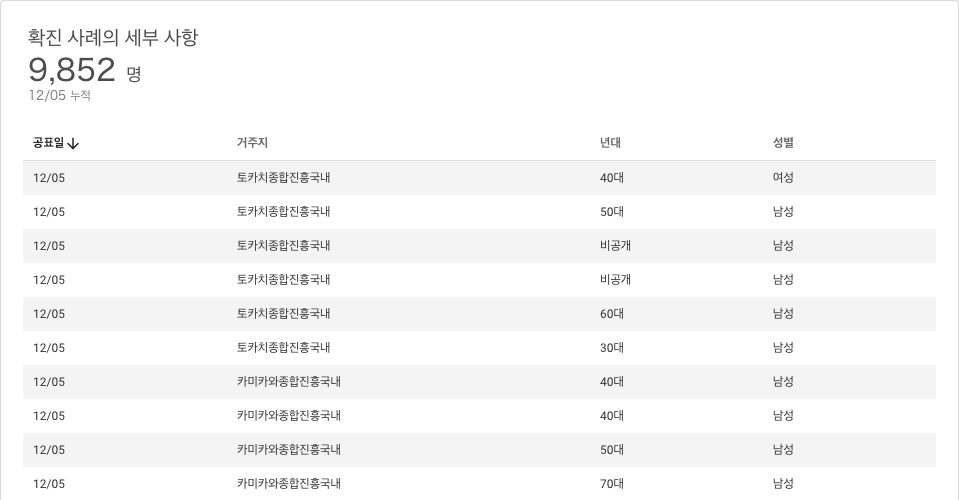 확진 사례의 세부 사항
9,852 명
12/05 누적
공표일 거주지 년대 성별
12/05 토카치종합진흥국내 40대 여성
12/05 토카치종합진흥국내 50대 남성
12/05 토카치종합진흥국내 비공개 남성
12/05 토카치종합진흥국내 비공개 남성
12/05 토카치종합진흥국내 60대 남성
12/05 토카치종합진흥국내 30대 남성
12/05 카미카와종합진흥국내 40대 남성
12/05 카미카와종합진흥국내 40대 남성
12/05 카미카와종합진흥국내 50대 남성
12/05 카미카와종합진흥국내 70대 남성